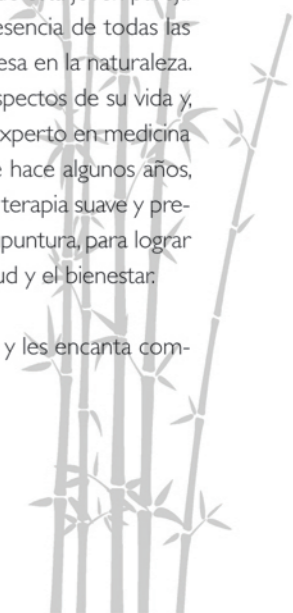 esencia de todas las
esa en la naturaleza.
spectos de su vida y,
experto en medicina
hace algunos años,
terapia suave y pre-
puntura, para lograr
ud y el bienestar.
y les encanta com-